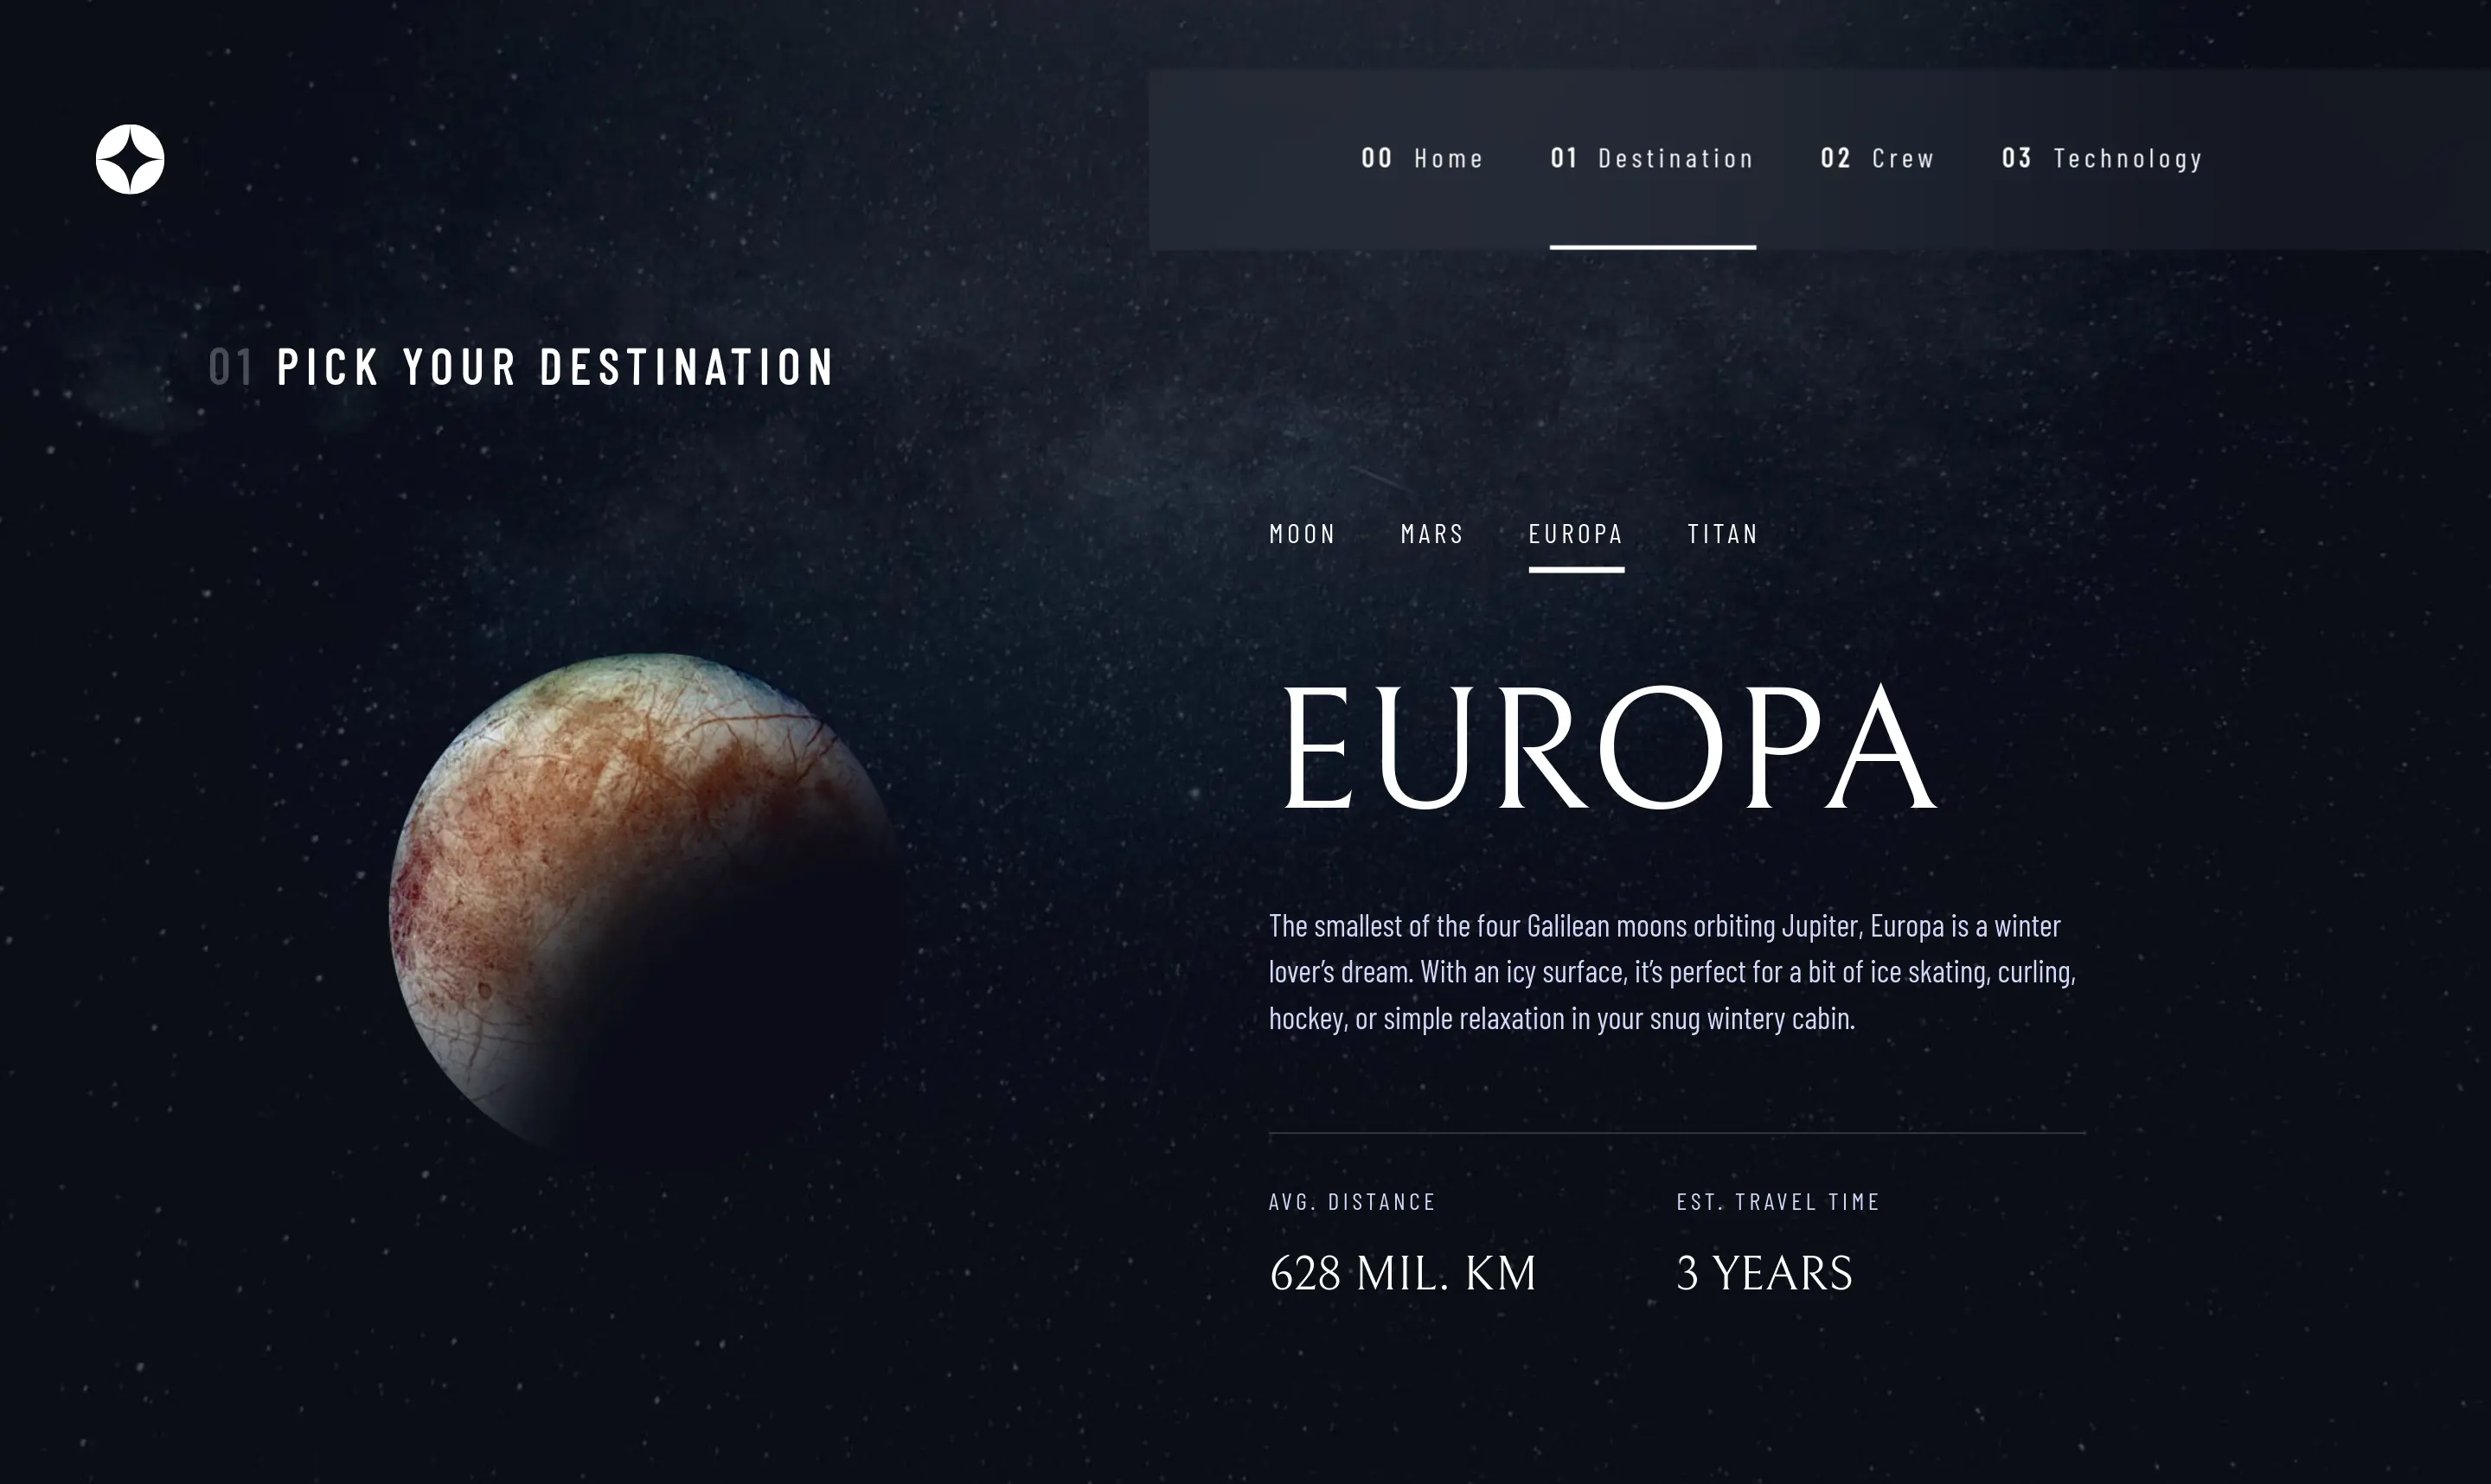 00 Home 01 Destination 02 Crew 03 Technology
01 PICK YOUR DESTINATION
MOON MARS EUROPA TITAN
EUROPA
The smallest of the four Galilean moons orbiting Jupiter, Europa is a winter
lover’s dream. With an icy surface, it’s perfect for a bit of ice skating, curling,
hockey, or simple relaxation in your snug wintery cabin.
AVG. DISTANCE EST. TRAVEL TIME
628 MIL. KM 3 YEARS